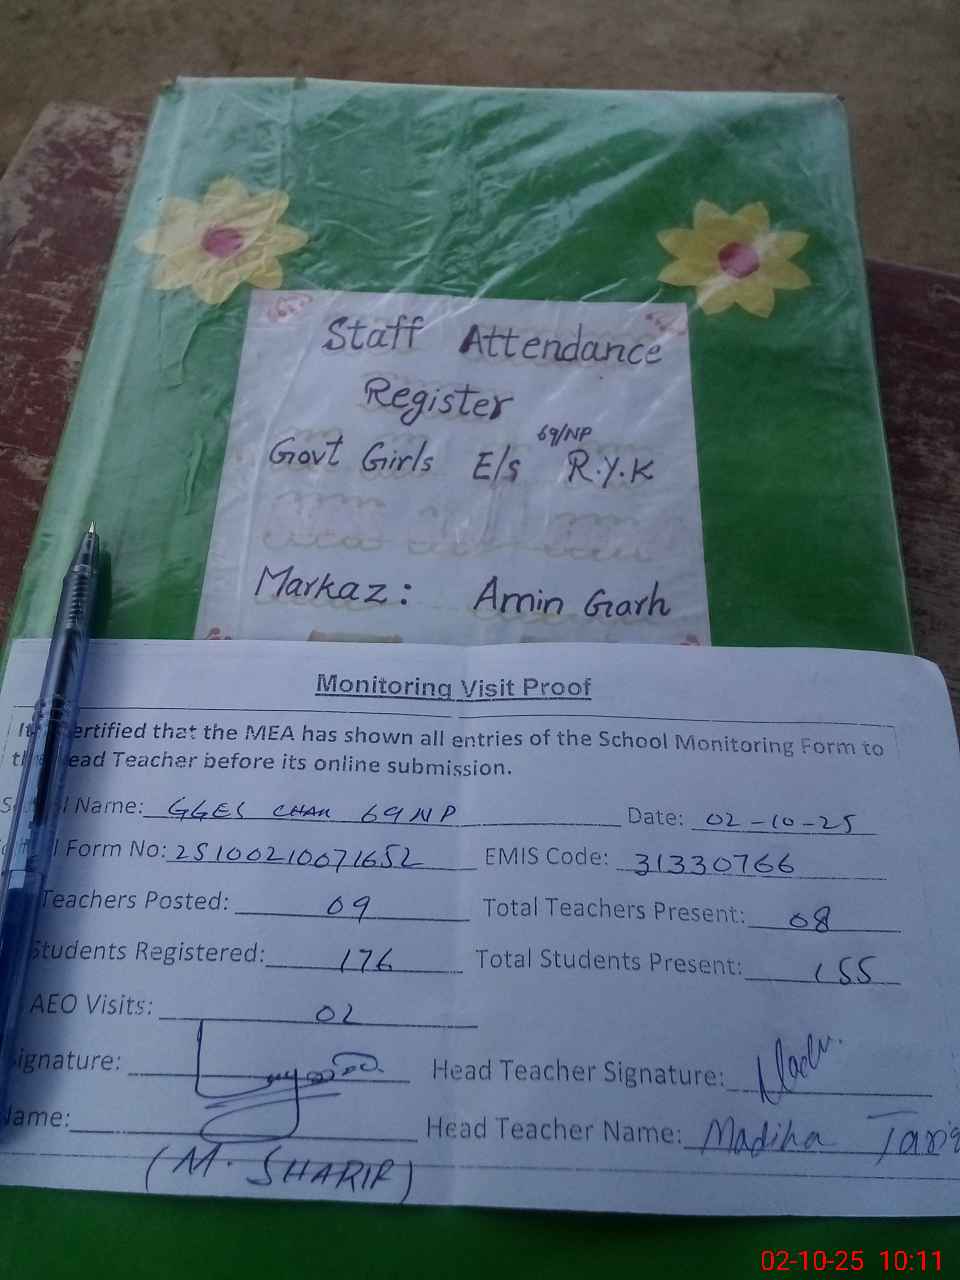 Staff Attendance
Register
69/NP
Govt Girls E/s R.Y.K
Markaz: Amin Garh
Monitoring Visit Proof
ertified that the MEA has shown all entries of the School Monitoring Form to
ead Teacher before its online submission.
Name: GGES CHAK 69 NP Date: 02-10-25
Form No: 25100210071652 EMIS Code: 31330766
Teachers Posted: 09 Total Teachers Present: 08
Students Registered: 176 Total Students Present: 155
AEO Visits: 02
ignature: Head Teacher Signature:
Name: Head Teacher Name: Madiha
(M. SHARIF)
02-10-25 10:11